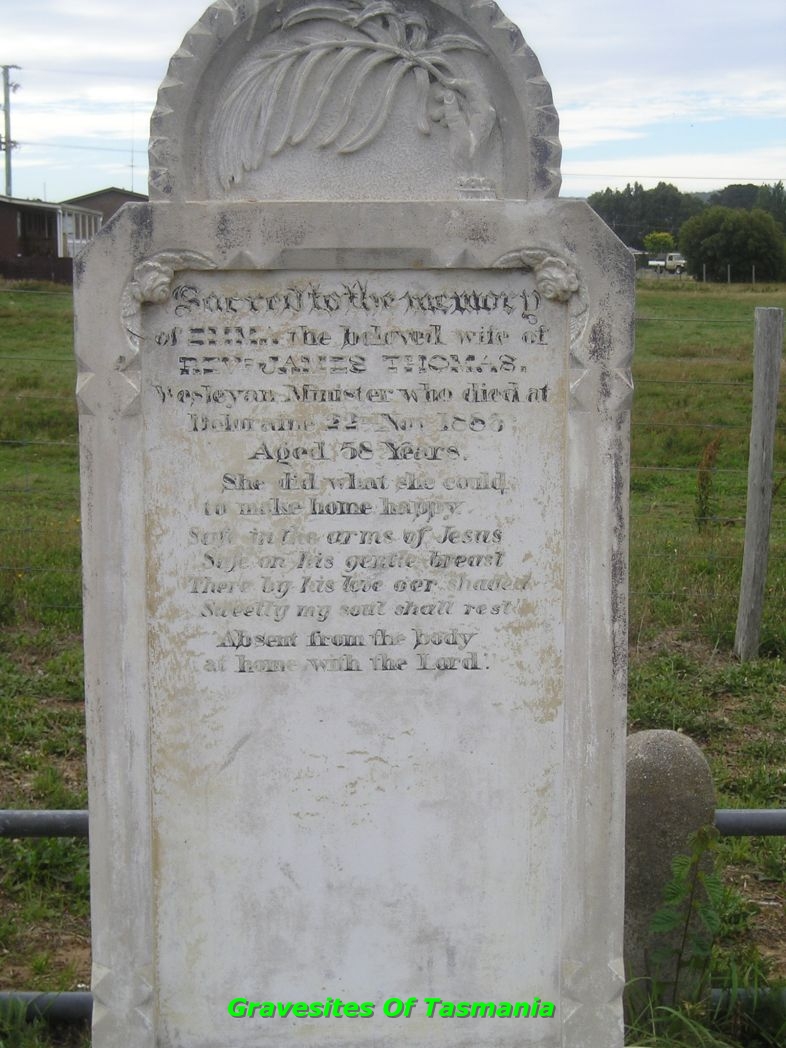 Sacred to the memory
of EMMA the beloved wife of
REV. JAMES THOMAS,
Wesleyan Minister who died at
Deloraine 22 Nov
Aged 58 Years.
She did what she could
to make home happy
Safe in the arms of Jesus
Safe on his gentle breast
There by his love o'er shaded
Sweetly my soul shall rest
Absent from the body
at home with the Lord.
Gravesites Of Tasmania